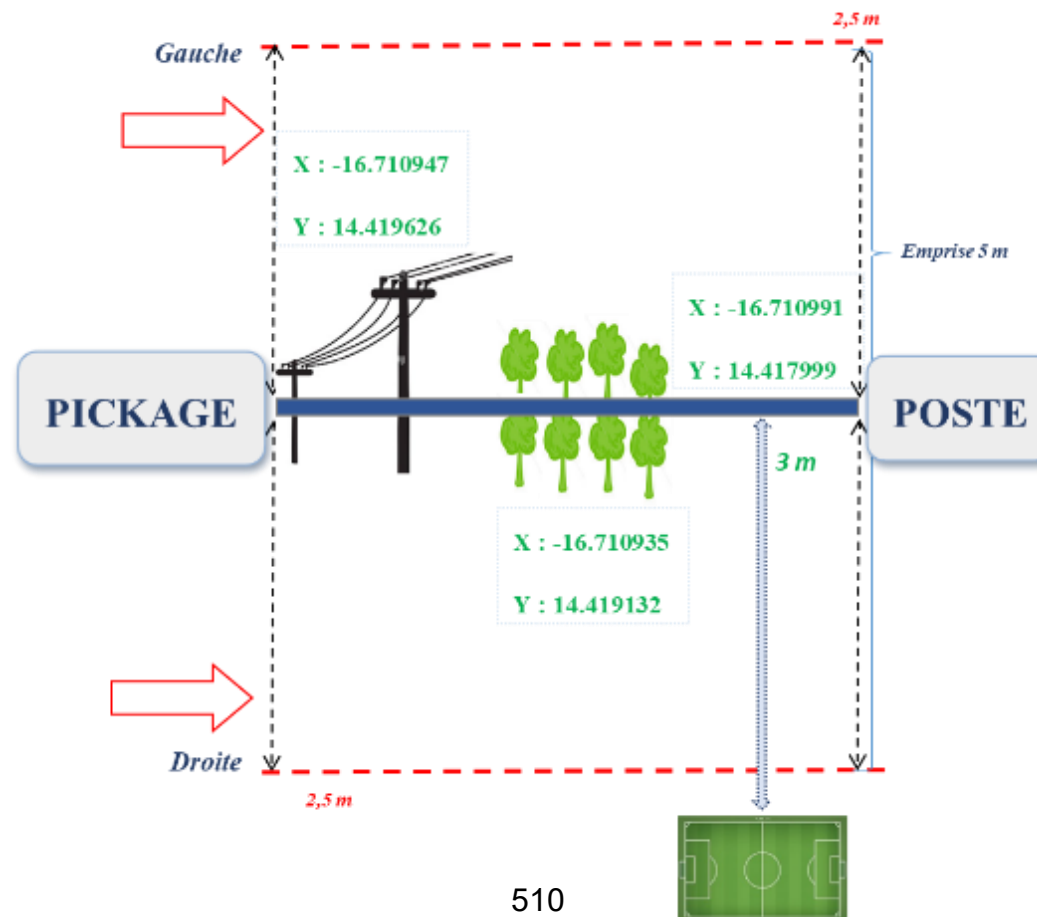 2,5 m
Gauche
X : -16.710947
Y : 14.419626
Emprise 5 m
X : -16.710991
Y : 14.417999
PICKAGE
POSTE
3 m
X : -16.710935
Y : 14.419132
Droite
2,5 m
510